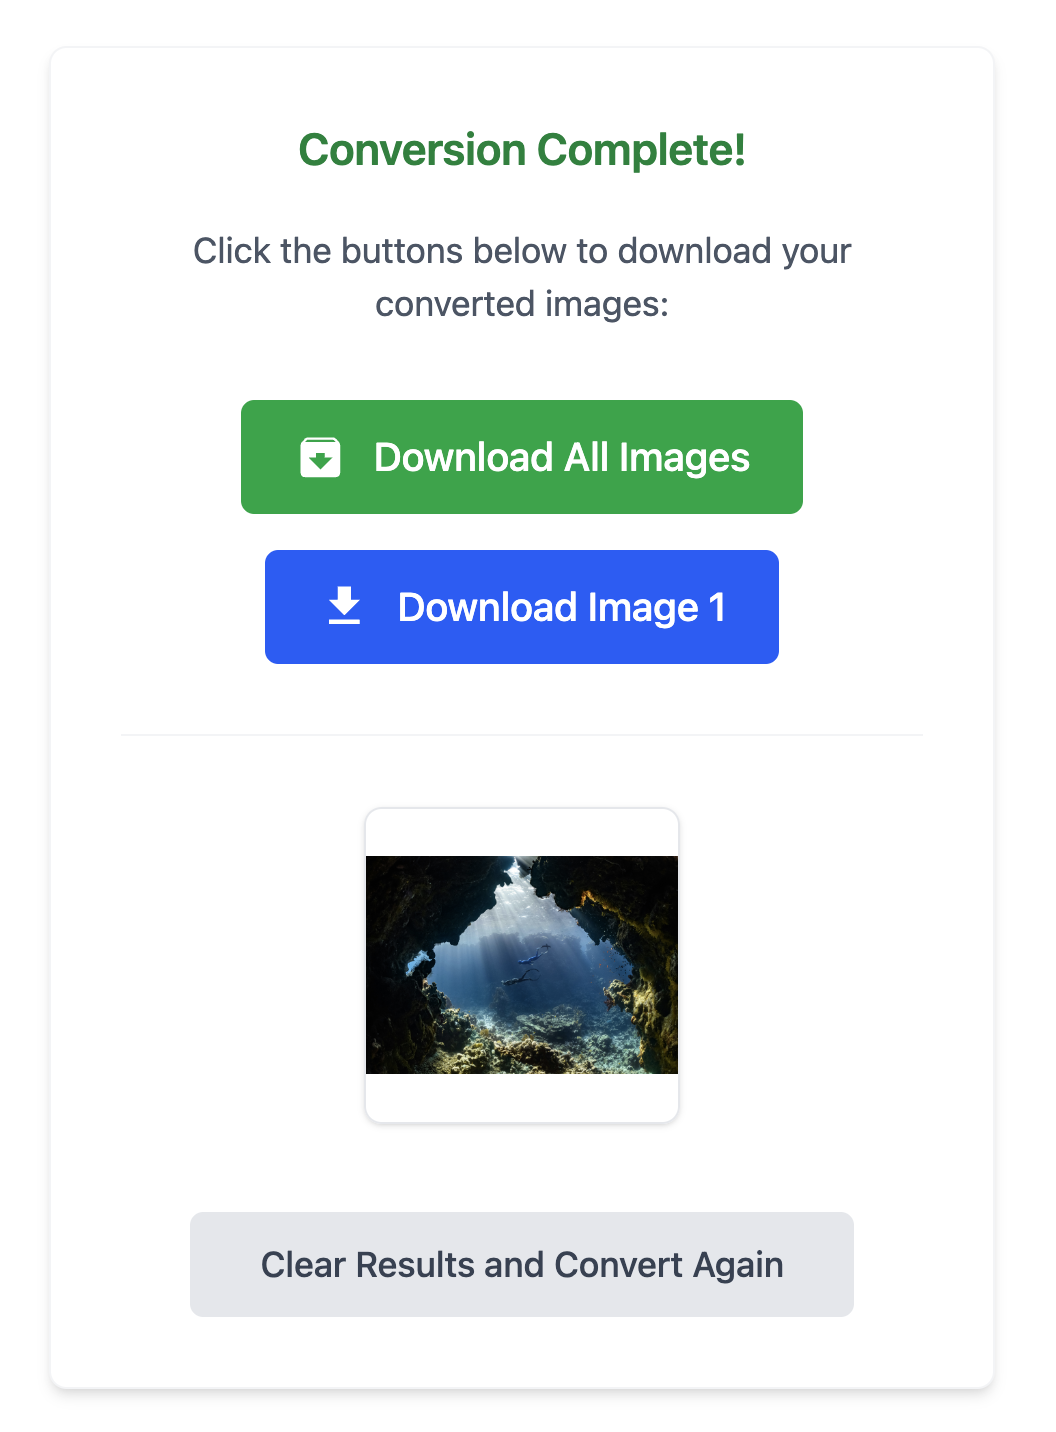 Conversion Complete!
Click the buttons below to download your
converted images:
Download All Images
Download Image 1
Clear Results and Convert Again